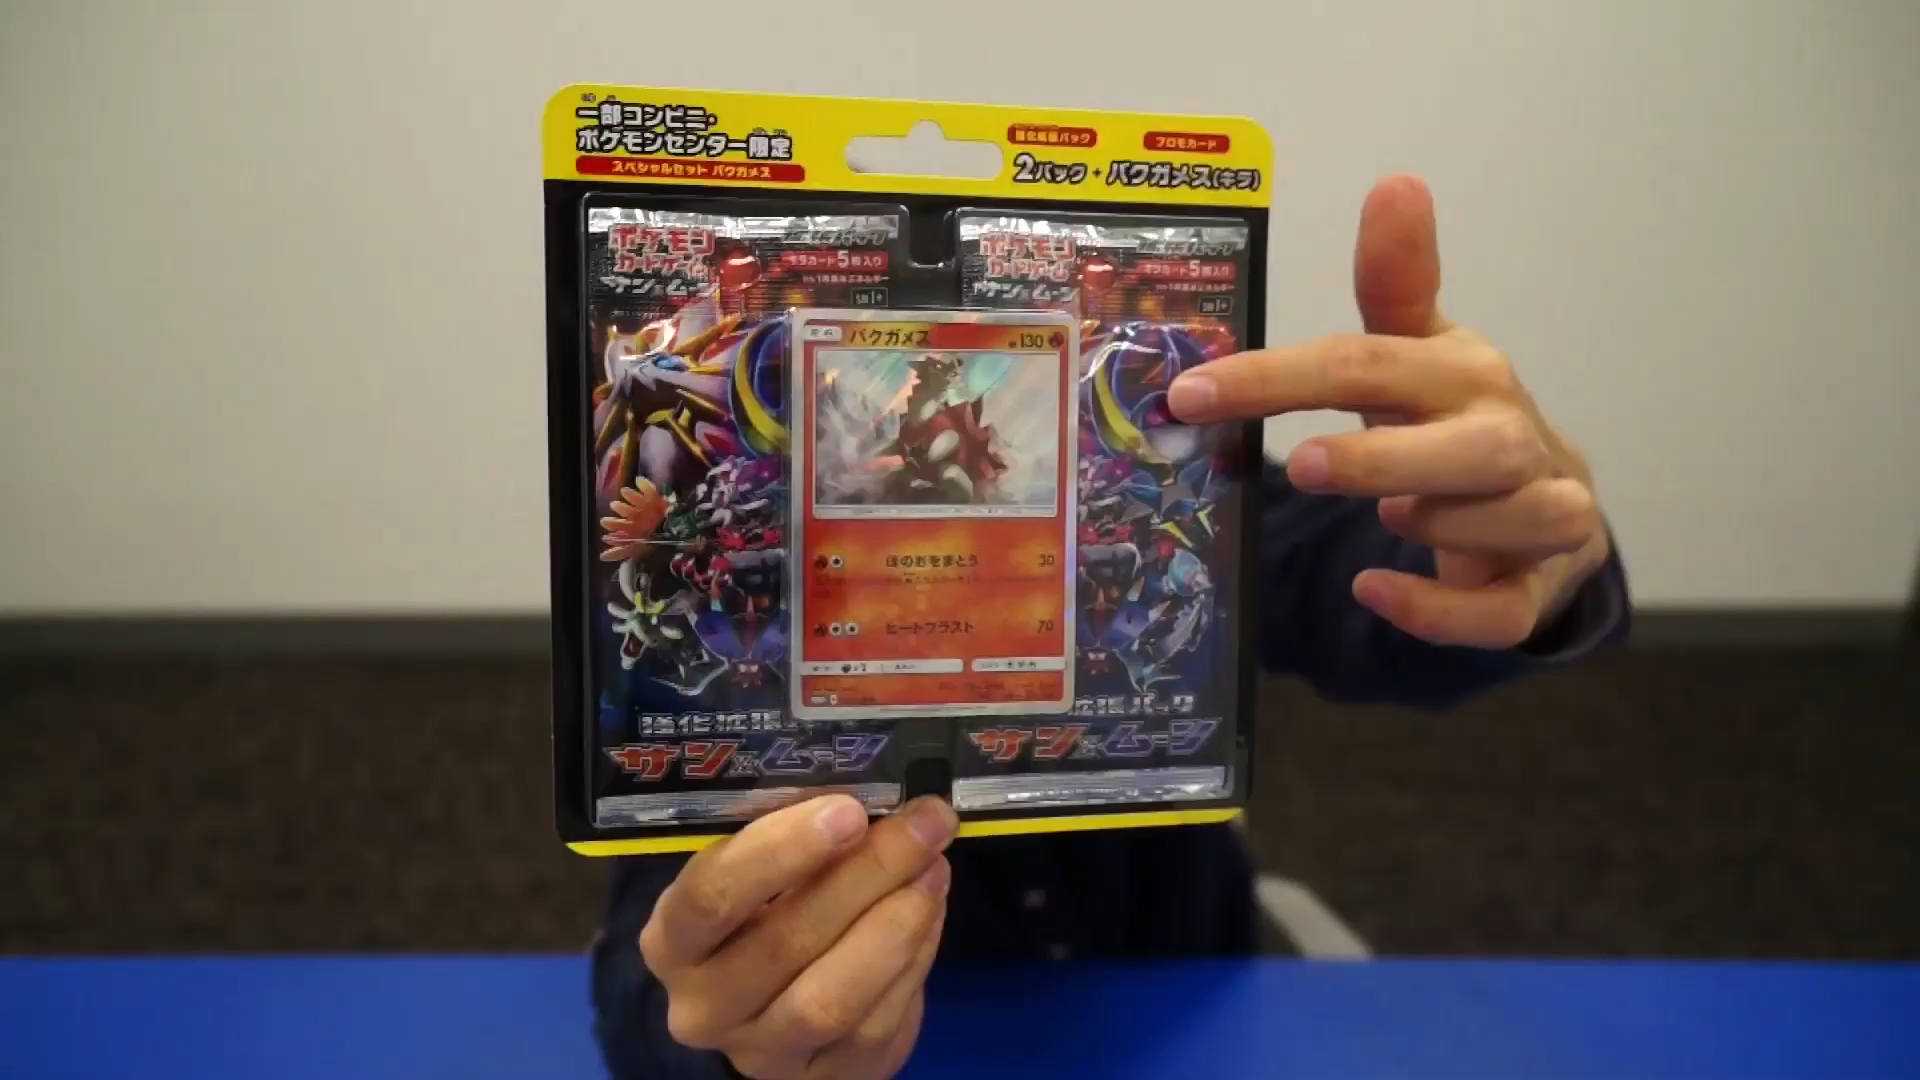 一部コンビニ・
ポケモンセンター限定
スペシャルセット バクガメス
強化拡張パック
プロモカード
2パック + バクガメス(キラ)
ポケモン
カードゲーム
サン&ムーン
キラカード5枚入り
SM1+
ポケモン
カードゲーム
サン&ムーン
キラカード5枚入り
SM1+
バクガメス
130
ほのおをまとう 30
ヒートブラスト 70
強化拡張
サン&ムーン
拡張パック
サン&ムーン